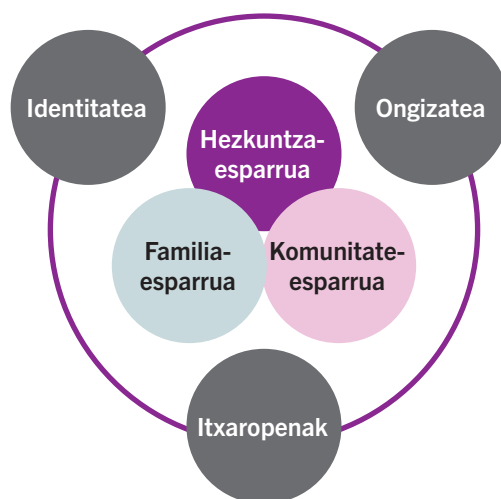 Identitatea
Ongizatea
Hezkuntza-
esparrua
Familia-
esparrua
Komunitate-
esparrua
Itxaropenak